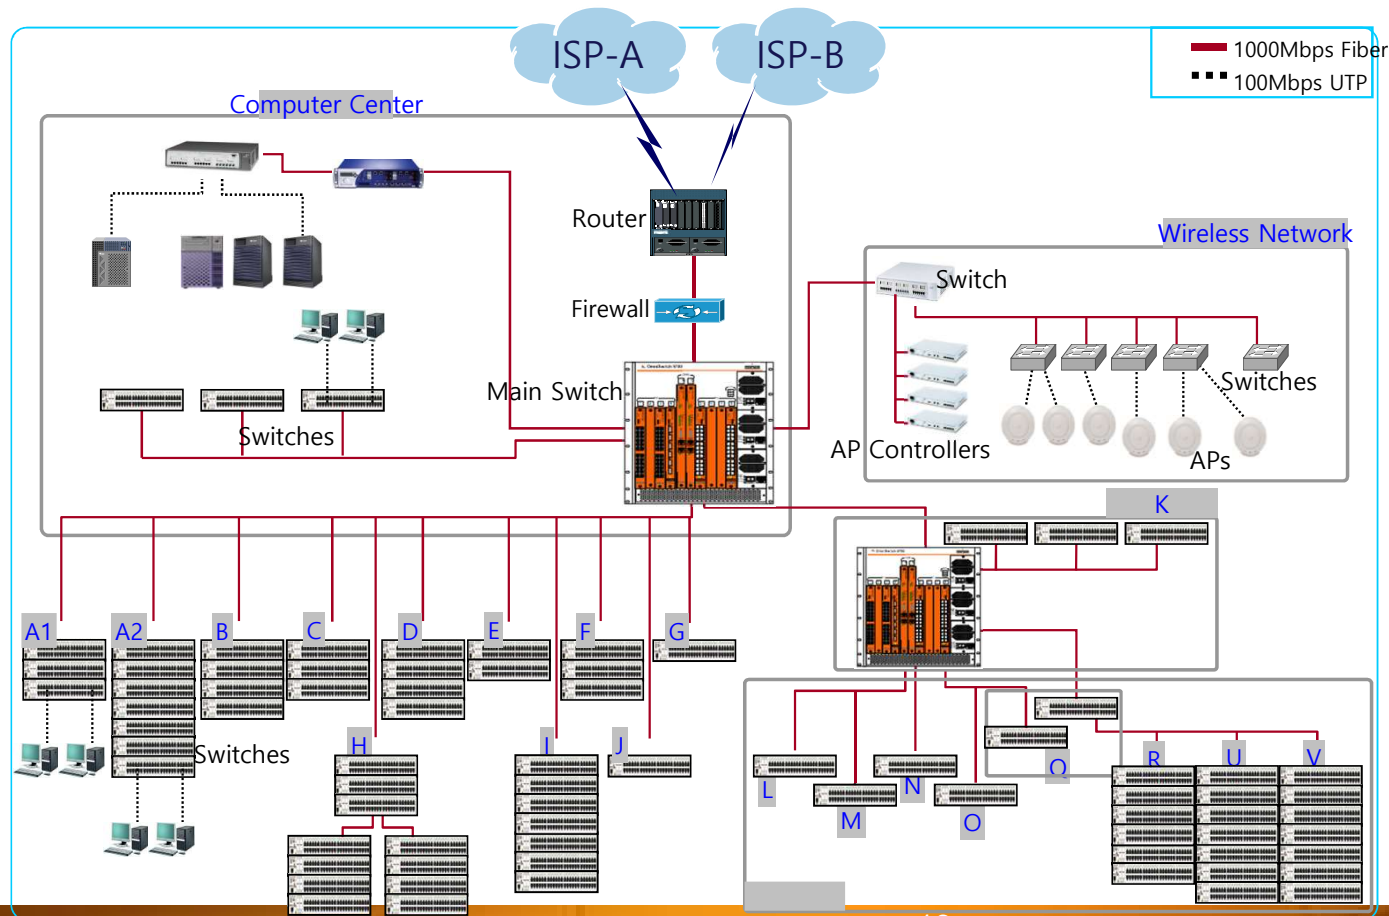 ISP-A
ISP-B
1000Mbps Fiber
100Mbps UTP
Computer Center
Router
Wireless Network
Switch
Firewall
Main Switch
Switches
Switches
AP Controllers
APs
K
A1
A2
B
C
D
E
F
G
Switches
H
I
J
L
M
N
O
Q
R
U
V